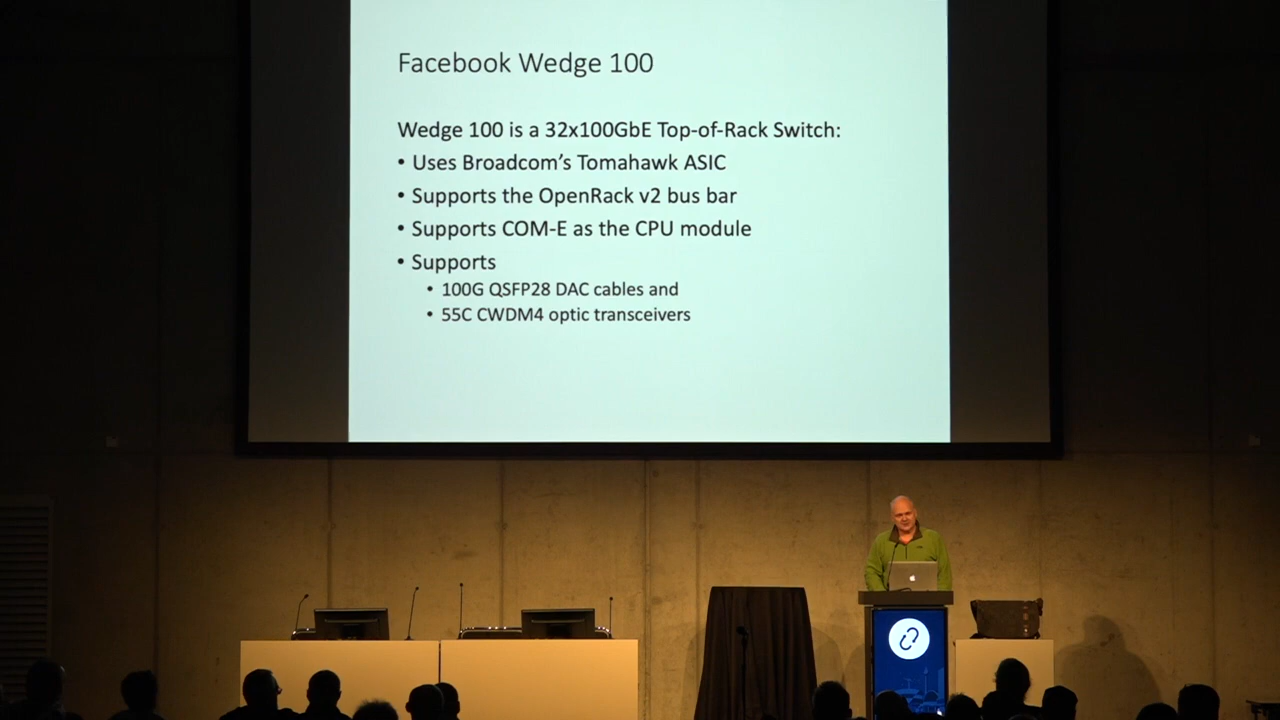 Facebook Wedge 100
Wedge 100 is a 32x100GbE Top-of-Rack Switch:
• Uses Broadcom’s Tomahawk ASIC
• Supports the OpenRack v2 bus bar
• Supports COM-E as the CPU module
• Supports
• 100G QSFP28 DAC cables and
• 55C CWDM4 optic transceivers